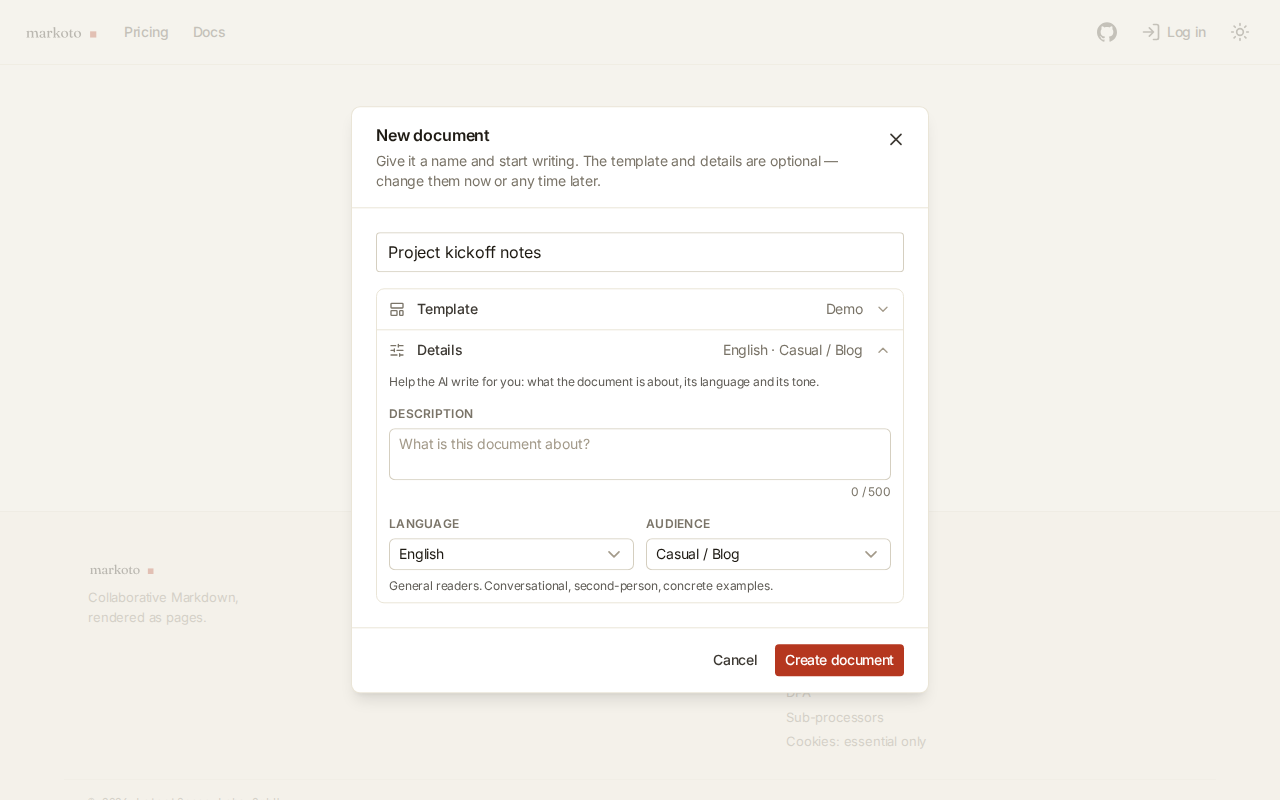 markoto
Pricing
Docs
Log in
New document
Give it a name and start writing. The template and details are optional —
change them now or any time later.
Project kickoff notes
Template
Demo
Details
English · Casual / Blog
Help the AI write for you: what the document is about, its language and its tone.
DESCRIPTION
What is this document about?
0 / 500
LANGUAGE
AUDIENCE
English
Casual / Blog
General readers. Conversational, second-person, concrete examples.
Cancel
Create document
markoto
Collaborative Markdown,
rendered as pages.
Sub-processors
Cookies: essential only